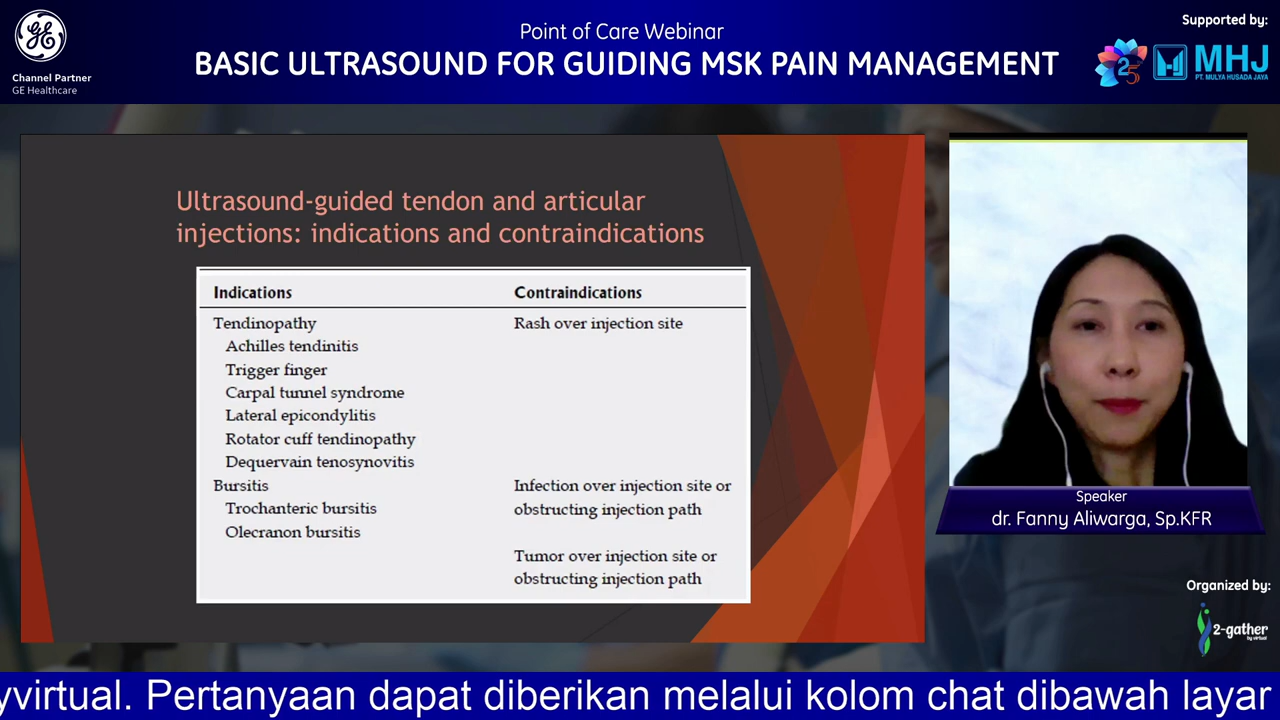 GE
Channel Partner
GE Healthcare
Point of Care Webinar
BASIC ULTRASOUND FOR GUIDING MSK PAIN MANAGEMENT
Supported by:
25
MHJ
PT. MULYA HUSADA JAYA
Ultrasound-guided tendon and articular
injections: indications and contraindications
Indications Contraindications
Tendinopathy Rash over injection site
Achilles tendinitis
Trigger finger
Carpal tunnel syndrome
Lateral epicondylitis
Rotator cuff tendinopathy
Dequervain tenosynovitis
Bursitis Infection over injection site or
Trochanteric bursitis obstructing injection path
Olecranon bursitis
Tumor over injection site or
obstructing injection path
Speaker
dr. Fanny Aliwarga, Sp.KFR
Organized by:
2-gather
by virtual
yvirtual. Pertanyaan dapat diberikan melalui kolom chat dibawah layar